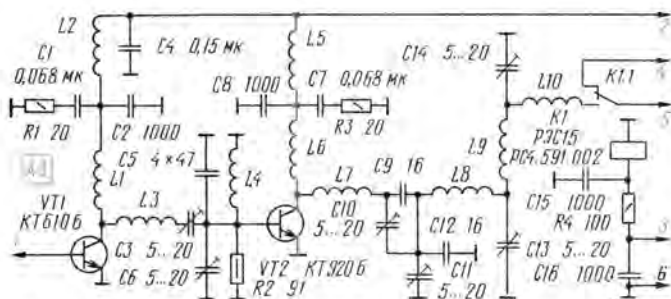 L2
C1
0,068 мк
C4 0,15 мк
L5
C14 5...20
C8 1000
C7 0,068 мк
R1 20
C2 1000
R3 20
L10
K1.1
K1
РЭС15
РС4.591.002
C5 4×47
L1
L3
L4
L6
L7
C9 16
L8
L9
VT1
КТ610б
C10
5...20
C12 16
C15 1000
R4 100
C3 5...20
C6 5...20
VT2 КТ920б
R2 91
C11
5...20
C13 5...20
C16 1000
5
6